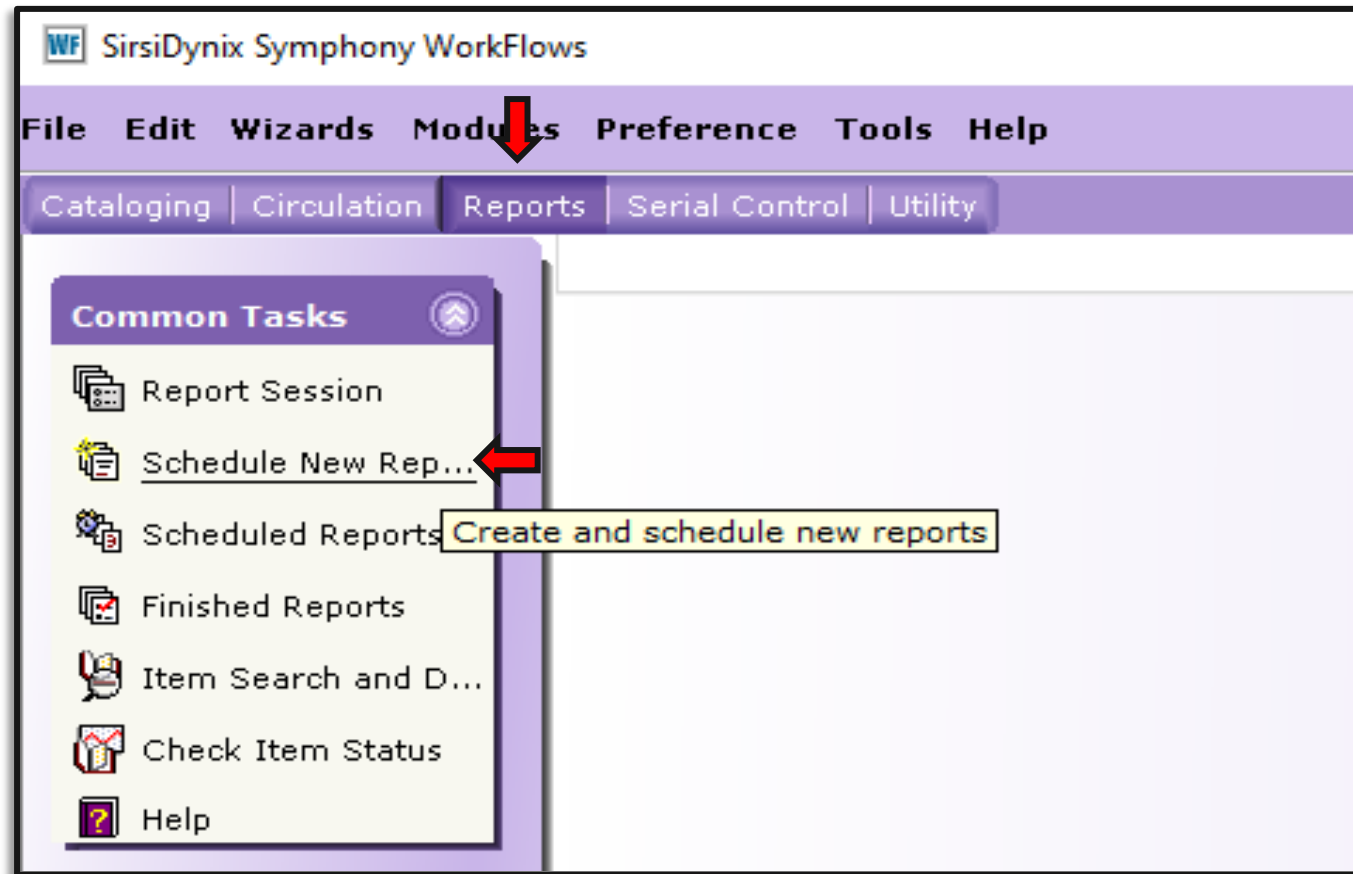 WF SirsiDynix Symphony WorkFlows
File Edit Wizards Modules Preference Tools Help
Cataloging Circulation Reports Serial Control Utility
Common Tasks
Report Session
Schedule New Rep...
Scheduled Reports
Create and schedule new reports
Finished Reports
Item Search and D...
Check Item Status
? Help